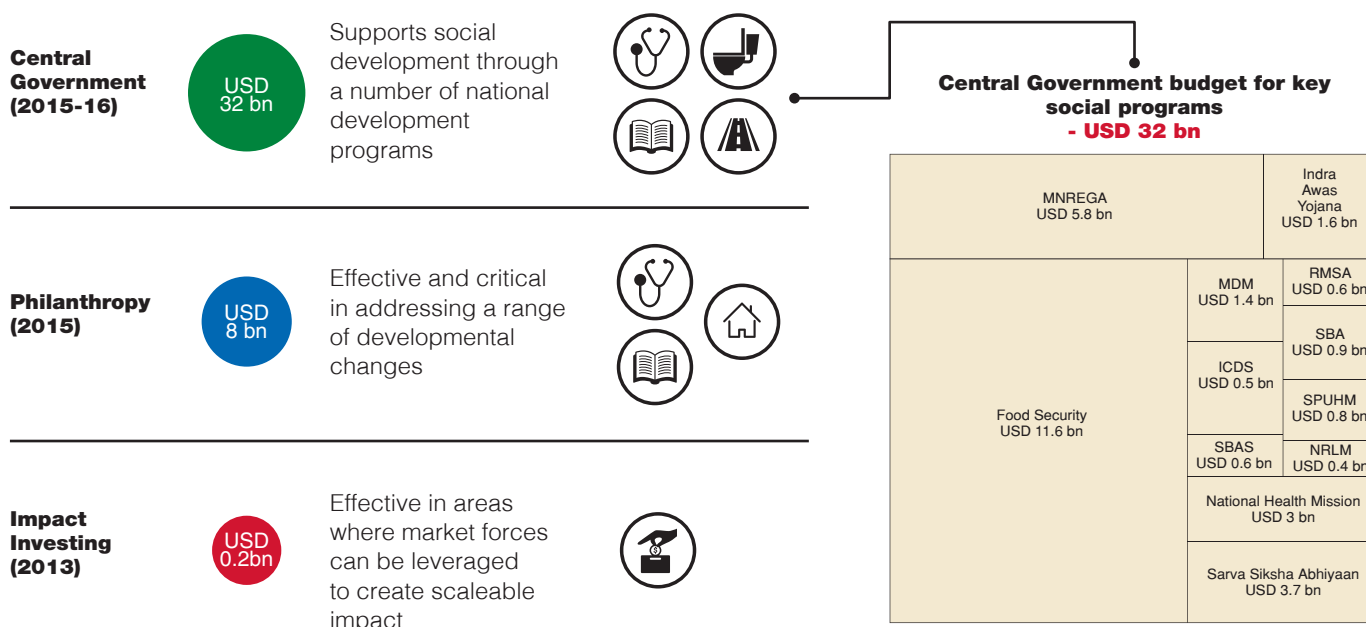 Central
Government
(2015-16)
USD
32 bn
Supports social
development through
a number of national
development
programs
Philanthropy
(2015)
USD
8 bn
Effective and critical
in addressing a range
of developmental
changes
Impact
Investing
(2013)
USD
0.2bn
Effective in areas
where market forces
can be leveraged
to create scaleable
impact
Central Government budget for key
social programs
- USD 32 bn
MNREGA
USD 5.8 bn
Indra
Awas
Yojana
USD 1.6 bn
Food Security
USD 11.6 bn
MDM
USD 1.4 bn
RMSA
USD 0.6 bn
SBA
USD 0.9 bn
ICDS
USD 0.5 bn
SPUHM
USD 0.8 bn
SBAS
USD 0.6 bn
NRLM
USD 0.4 bn
National Health Mission
USD 3 bn
Sarva Siksha Abhiyaan
USD 3.7 bn